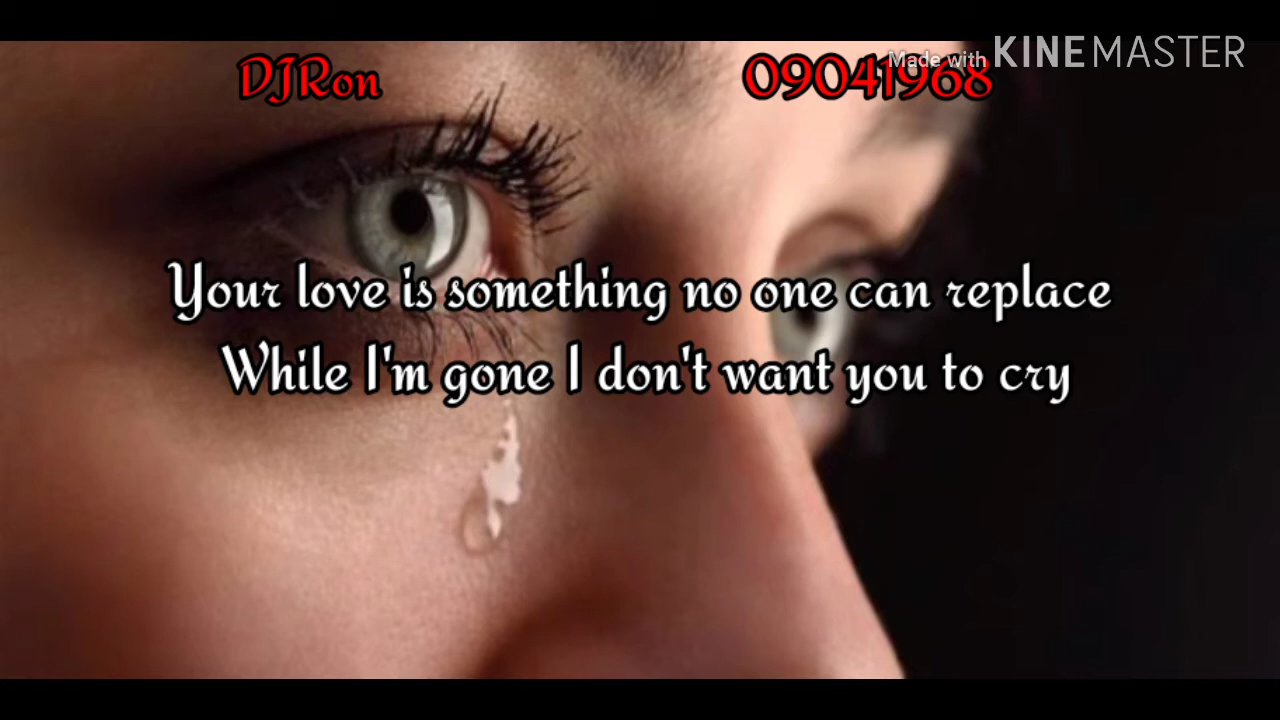 DJRon
09041968
Made with KINEMASTER
Your love is something no one can replace
While I'm gone I don't want you to cry